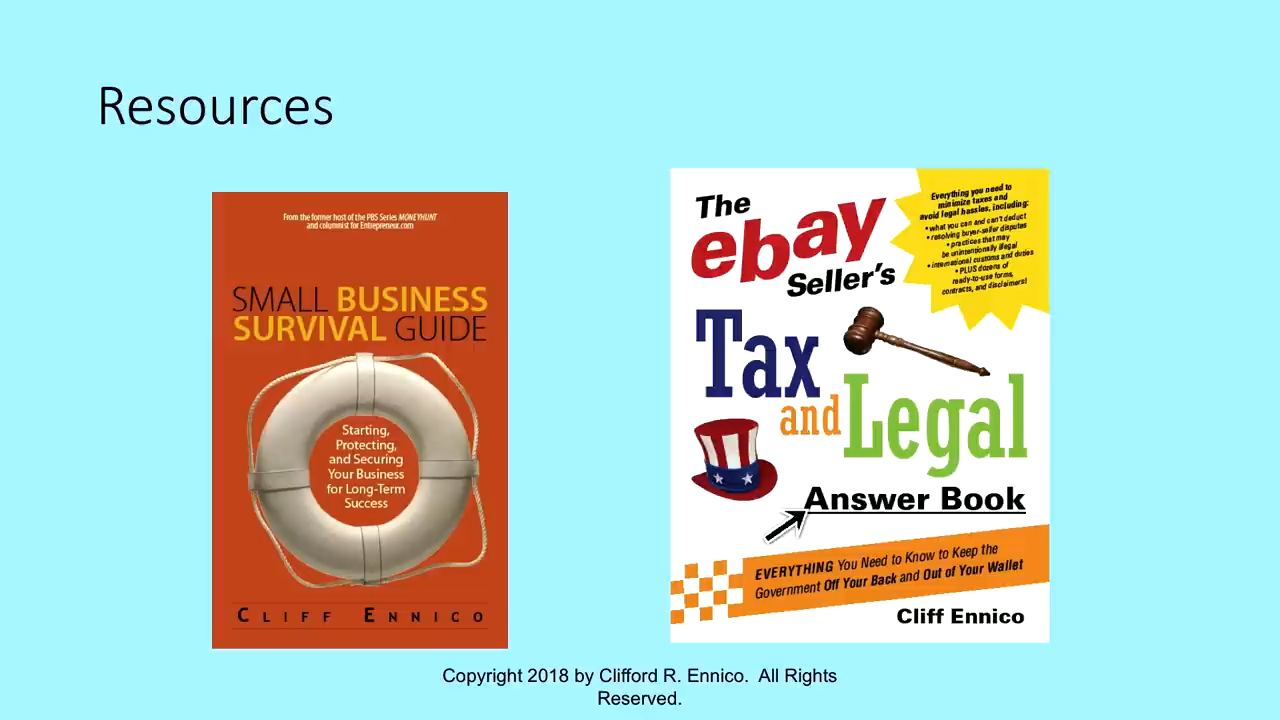 Resources
From the former host of the PBS Series MONEYHUNT
and columnist for Entrepreneur.com
SMALL BUSINESS
SURVIVAL GUIDE
Starting,
Protecting,
and Securing
Your Business
for Long-Term
Success
CLIFF ENNICO
The
ebay
Seller's
Everything you need to
minimize taxes and
avoid legal hassles, including:
• what you can and can't deduct
• resolving buyer-seller disputes
• practices that may
be unintentionally illegal
• international customs and duties
• PLUS dozens of
ready-to-use forms,
contracts, and disclaimers!
Tax
and Legal
Answer Book
EVERYTHING You Need to Know to Keep the
Government Off Your Back and Out of Your Wallet
Cliff Ennico
Copyright 2018 by Clifford R. Ennico. All Rights
Reserved.